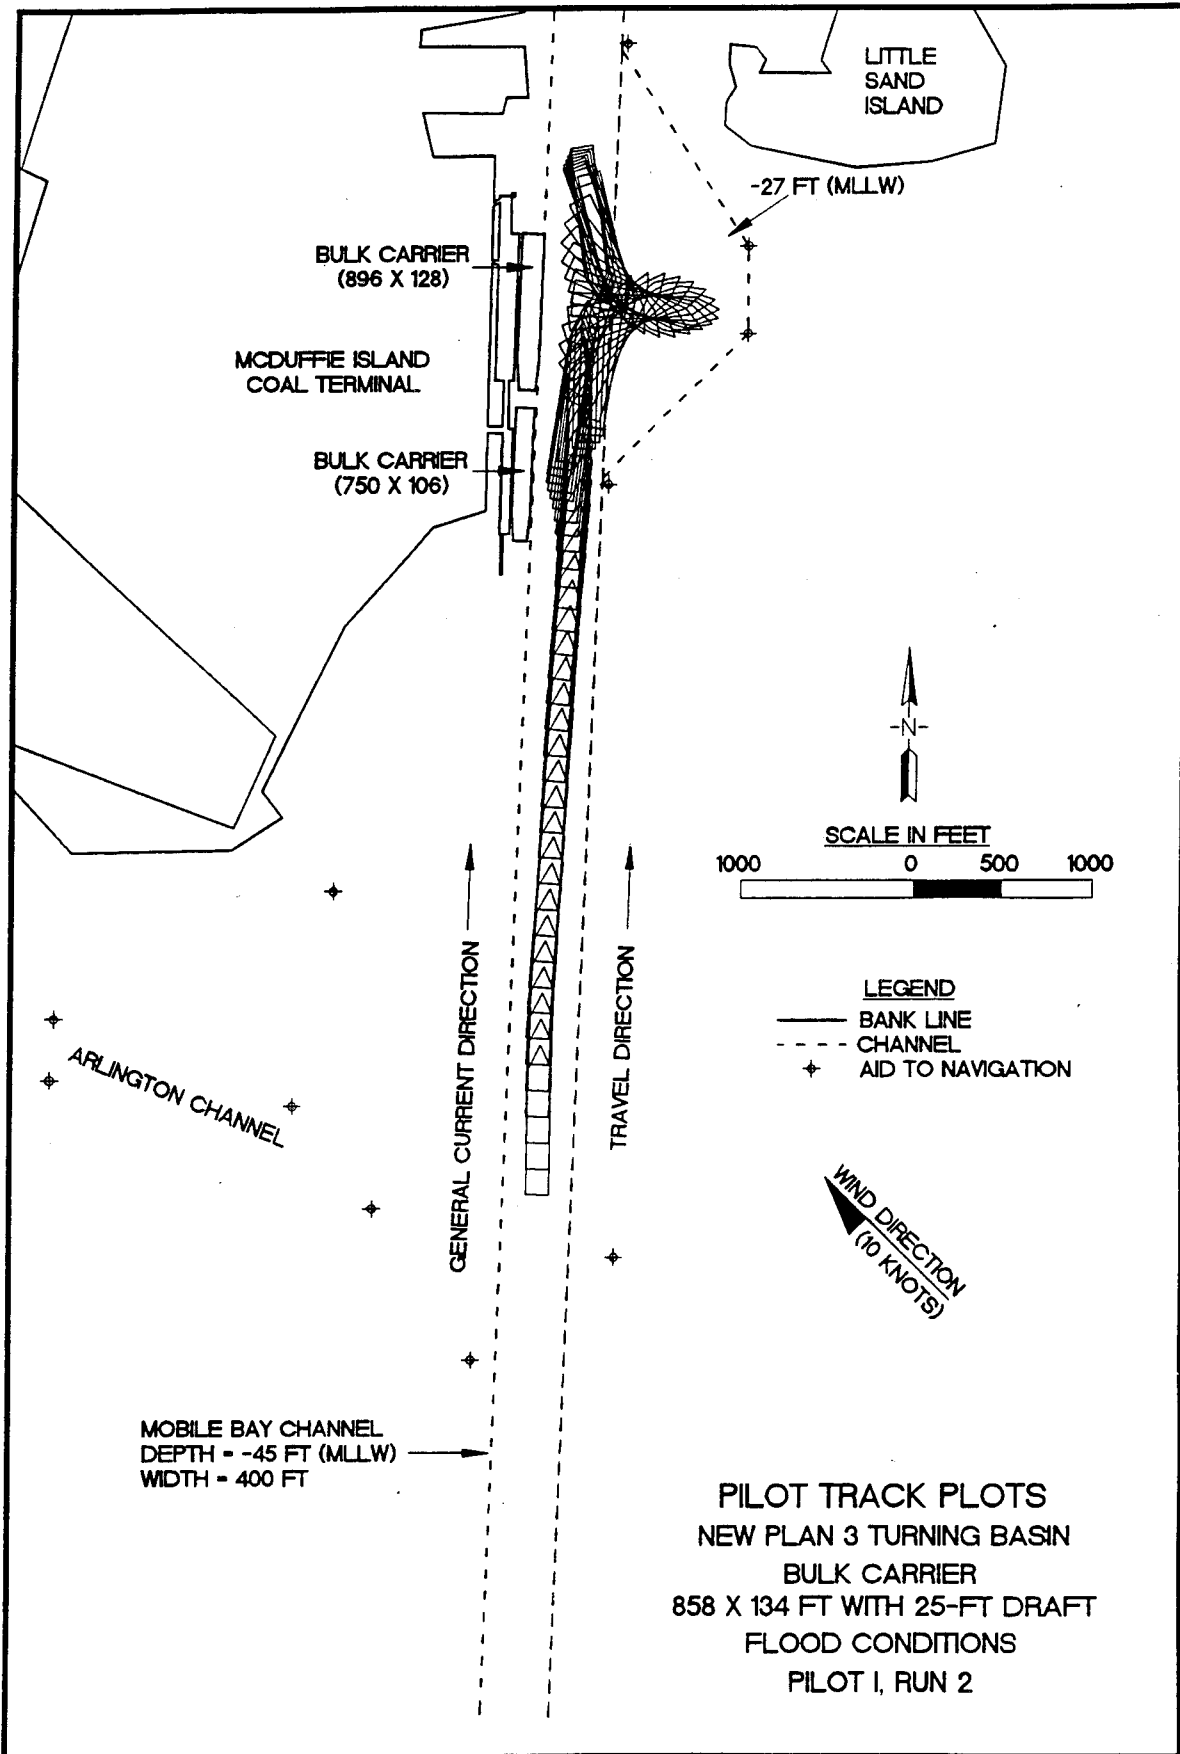 LITTLE
SAND
ISLAND
-27 FT (MLLW)
BULK CARRIER
(896 X 128)
MCDUFFIE ISLAND
COAL TERMINAL
BULK CARRIER
(750 X 106)
-N-
SCALE IN FEET
1000 0 500 1000
GENERAL CURRENT DIRECTION
TRAVEL DIRECTION
LEGEND
BANK LINE
CHANNEL
AID TO NAVIGATION
ARLINGTON CHANNEL
WIND DIRECTION
(10 KNOTS)
MOBILE BAY CHANNEL
DEPTH = -45 FT (MLLW)
WIDTH = 400 FT
PILOT TRACK PLOTS
NEW PLAN 3 TURNING BASIN
BULK CARRIER
858 X 134 FT WITH 25-FT DRAFT
FLOOD CONDITIONS
PILOT I, RUN 2